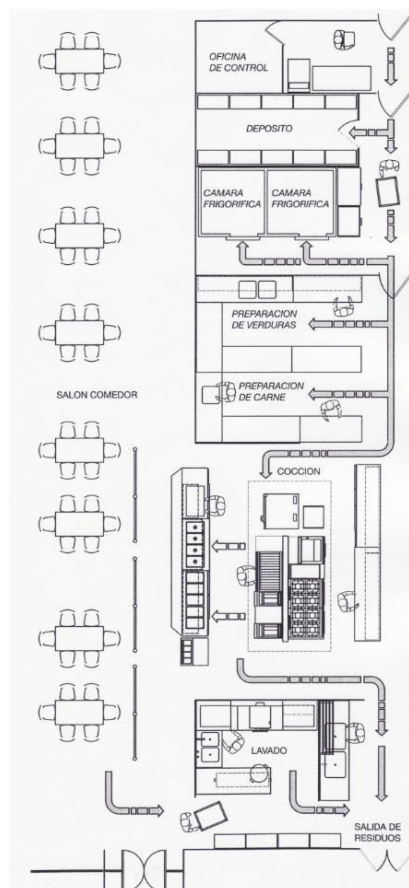 OFICINA
DE CONTROL
DEPOSITO
CAMARA
FRIGORIFICA
CAMARA
FRIGORIFICA
PREPARACION
DE VERDURAS
PREPARACION
DE CARNE
SALON COMEDOR
COCCION
LAVADO
SALIDA DE
RESIDUOS